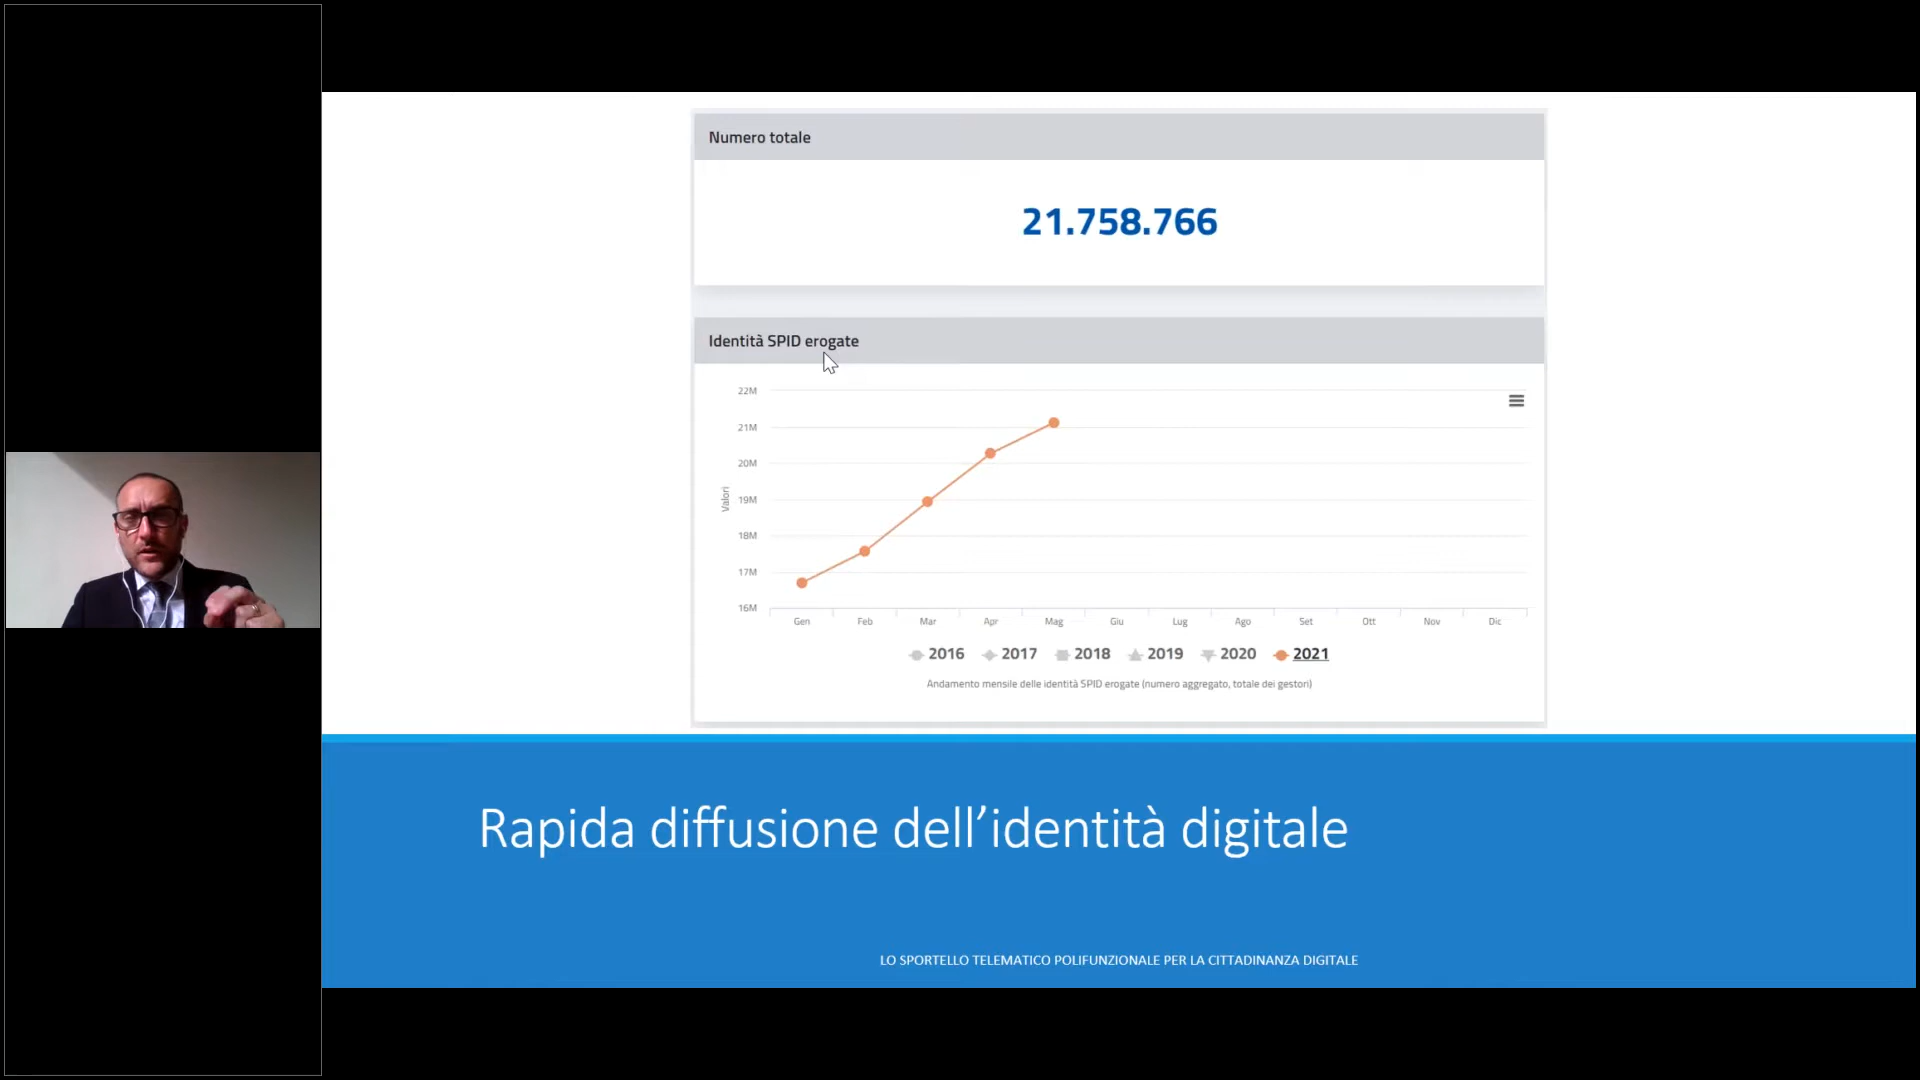 Numero totale
21.758.766
Identità SPID erogate
22M
21M
20M
19M
18M
17M
16M
Valori
Gen Feb Mar Apr Mag Giu Lug Ago Set Ott Nov Dic
2016 2017 2018 2019 2020 2021
Andamento mensile delle identità SPID erogate (numero aggregato, totale dei gestori)
Rapida diffusione dell’identità digitale
LO SPORTELLO TELEMATICO POLIFUNZIONALE PER LA CITTADINANZA DIGITALE